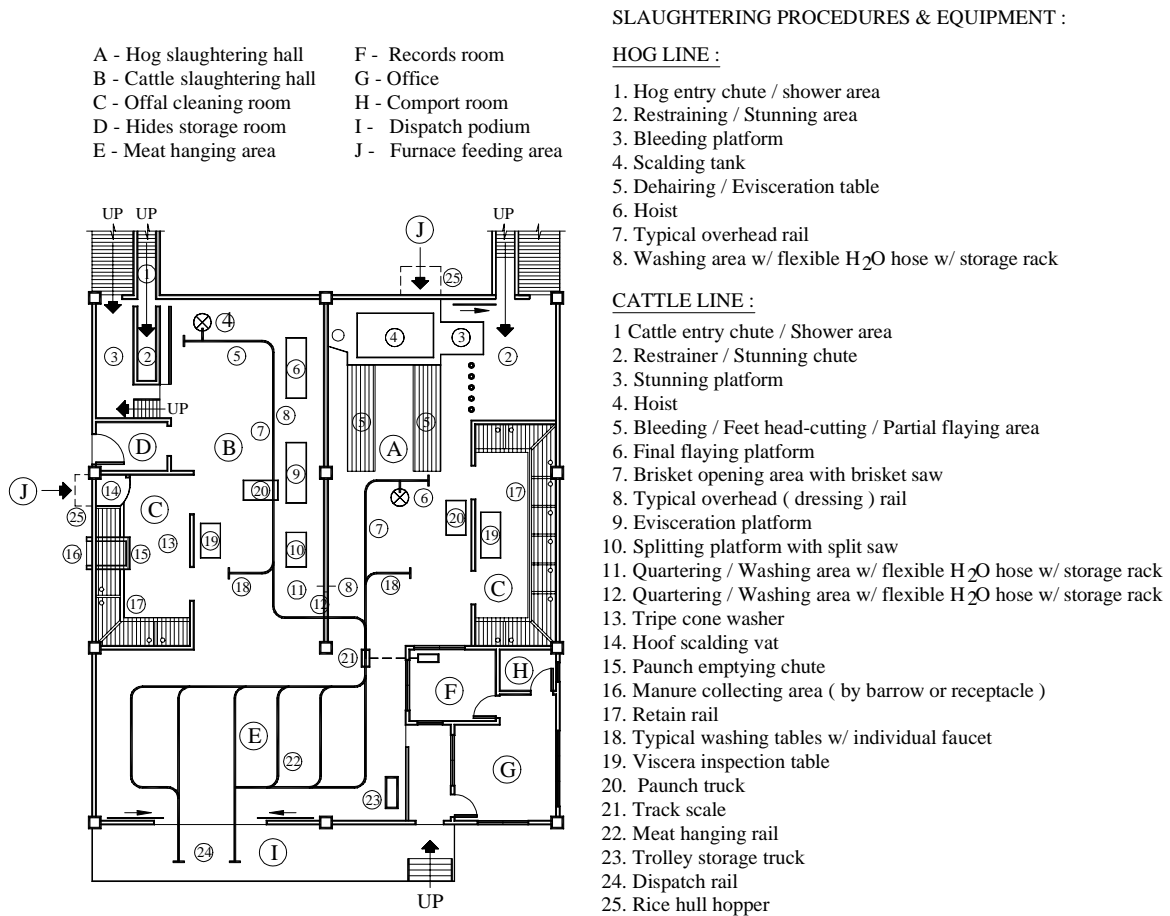 SLAUGHTERING PROCEDURES & EQUIPMENT :
A - Hog slaughtering hall
B - Cattle slaughtering hall
C - Offal cleaning room
D - Hides storage room
E - Meat hanging area
F - Records room
G - Office
H - Comport room
I - Dispatch podium
J - Furnace feeding area
HOG LINE :
1. Hog entry chute / shower area
2. Restraining / Stunning area
3. Bleeding platform
4. Scalding tank
5. Dehairing / Evisceration table
6. Hoist
7. Typical overhead rail
8. Washing area w/ flexible H2O hose w/ storage rack
CATTLE LINE :
1 Cattle entry chute / Shower area
2. Restrainer / Stunning chute
3. Stunning platform
4. Hoist
5. Bleeding / Feet head-cutting / Partial flaying area
6. Final flaying platform
7. Brisket opening area with brisket saw
8. Typical overhead ( dressing ) rail
9. Evisceration platform
10. Splitting platform with split saw
11. Quartering / Washing area w/ flexible H2O hose w/ storage rack
12. Quartering / Washing area w/ flexible H2O hose w/ storage rack
13. Tripe cone washer
14. Hoof scalding vat
15. Paunch emptying chute
16. Manure collecting area ( by barrow or receptacle )
17. Retain rail
18. Typical washing tables w/ individual faucet
19. Viscera inspection table
20. Paunch truck
21. Track scale
22. Meat hanging rail
23. Trolley storage truck
24. Dispatch rail
25. Rice hull hopper
UP UP UP
J
1 25
4
3 2 5 6 4 3 2
UP
8
7 5 A 5
D B
9 17
J 14 20 6
C 20
25 7
16 15 13 19 19
10
18 11 8 18 C
17 12
21
H
F
E
22 G
23
24 I
UP